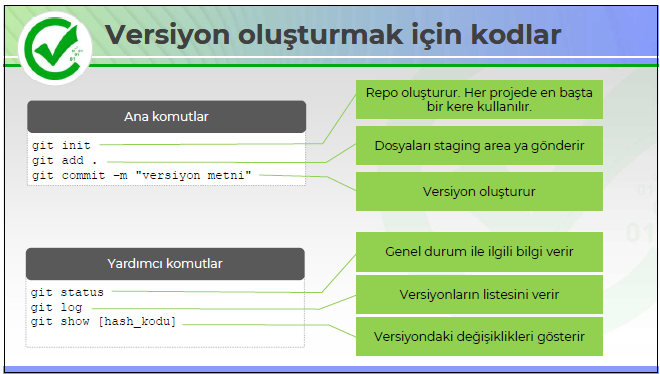 Versiyon oluşturmak için kodlar
Ana komutlar
git init
git add .
git commit -m "versiyon metni"
Repo oluşturur. Her projede en başta
bir kere kullanılır.
Dosyaları staging area ya gönderir
Versiyon oluşturur
Yardımcı komutlar
git status
git log
git show [hash_kodu]
Genel durum ile ilgili bilgi verir
Versiyonların listesini verir
Versiyondaki değişiklikleri gösterir
01
01